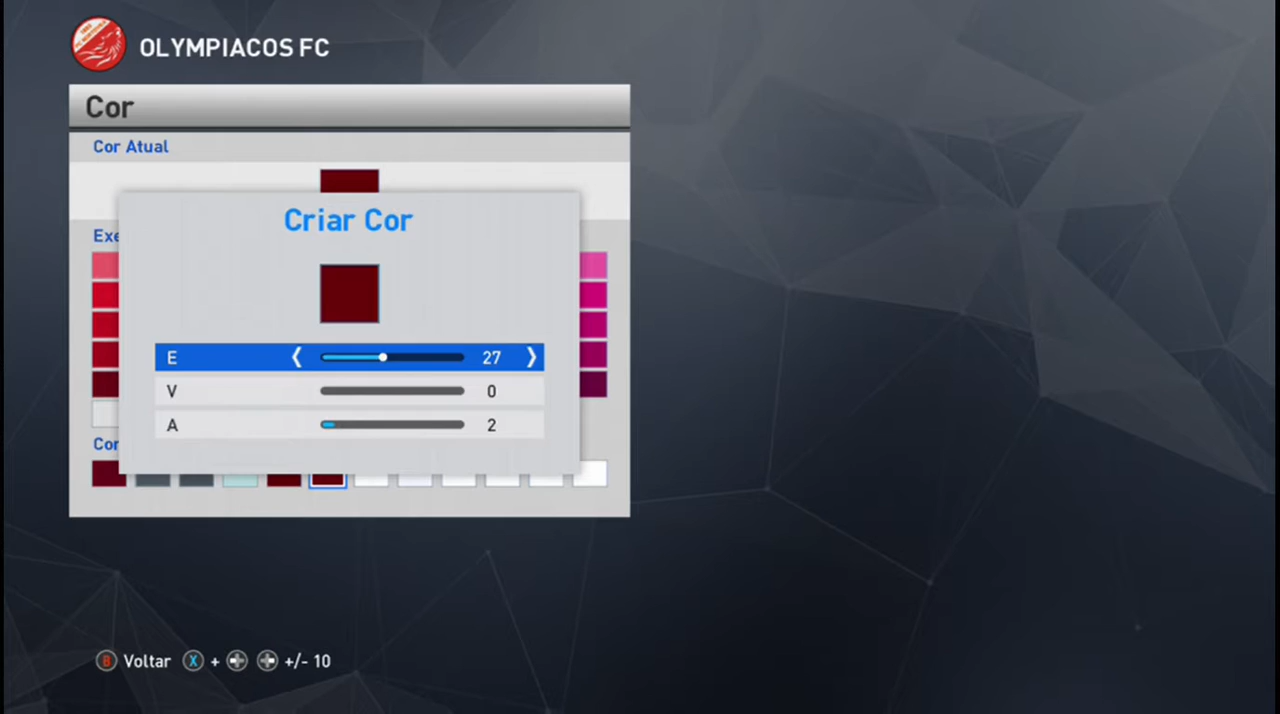 OLYMPIACOS FC
Cor
Cor Atual
Criar Cor
Exe
E 27
V 0
A 2
Cor
B Voltar X + +/- 10